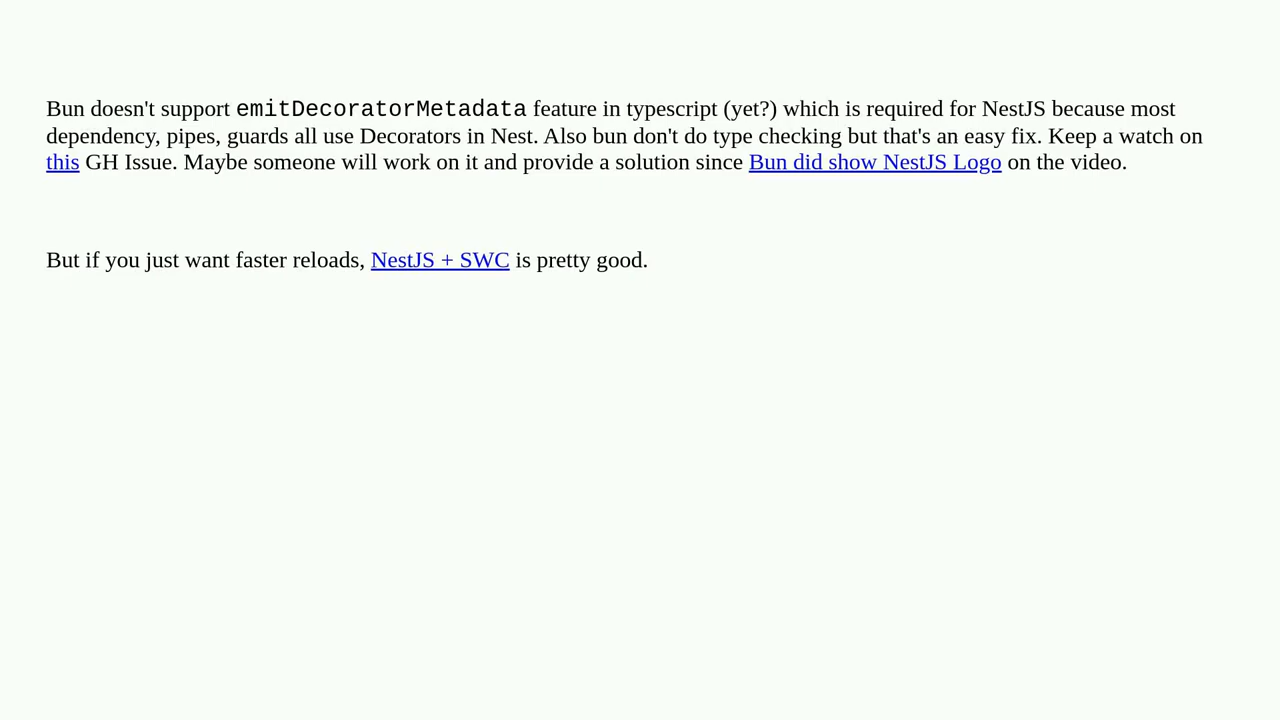 Bun doesn't support emitDecoratorMetadata feature in typescript (yet?) which is required for NestJS because most
dependency, pipes, guards all use Decorators in Nest. Also bun don't do type checking but that's an easy fix. Keep a watch on
this GH Issue. Maybe someone will work on it and provide a solution since Bun did show NestJS Logo on the video.
But if you just want faster reloads, NestJS + SWC is pretty good.